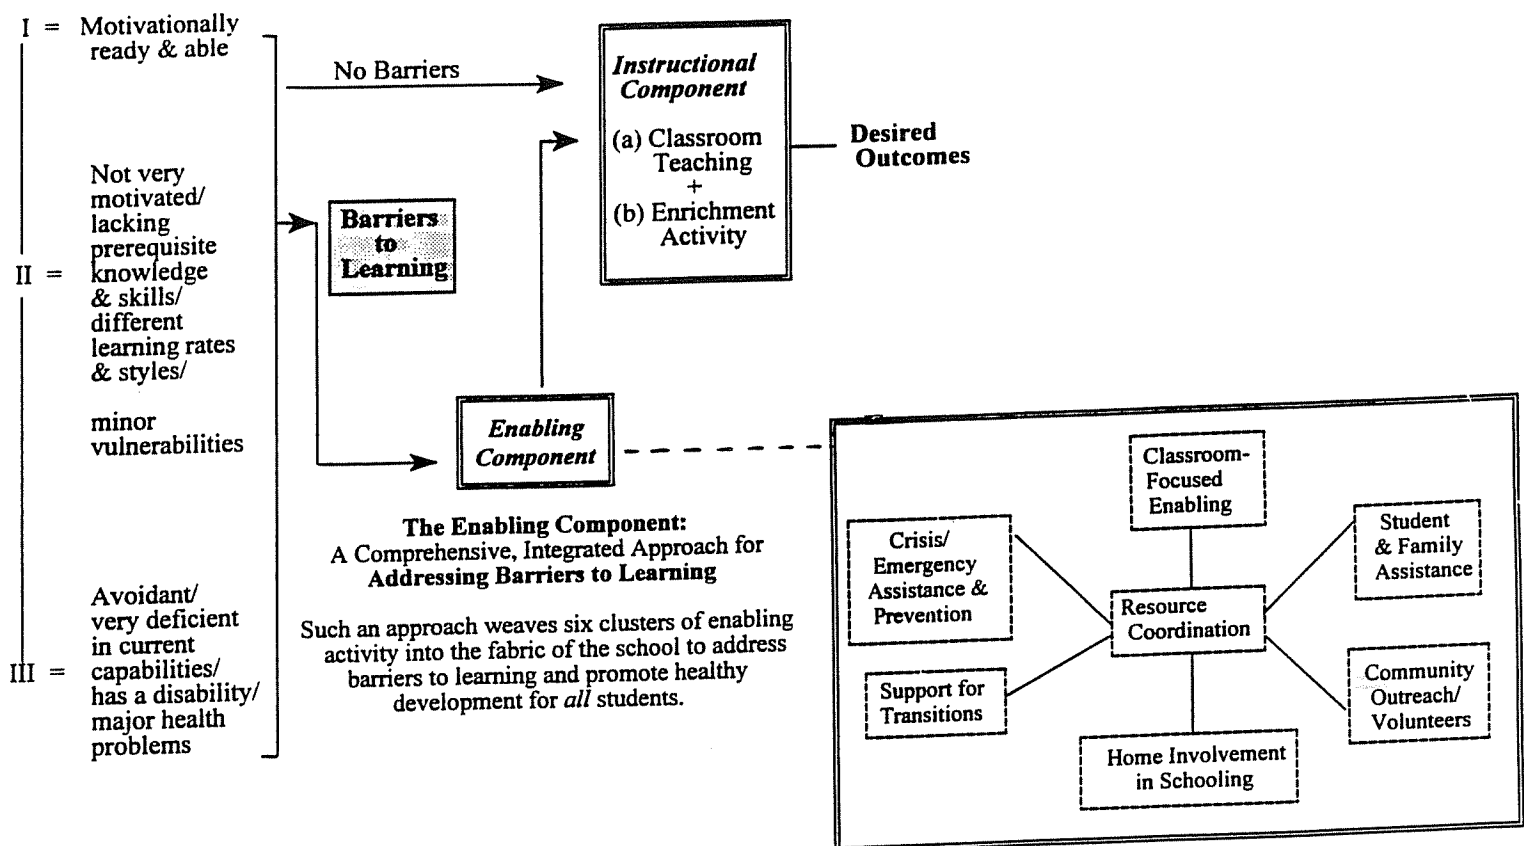 I = Motivationally
ready & able
Not very
motivated/
lacking
prerequisite
II = knowledge
& skills/
different
learning rates
& styles/
minor
vulnerabilities
Avoidant/
very deficient
in current
III = capabilities/
has a disability/
major health
problems
No Barriers
Barriers
to
Learning
Instructional
Component
(a) Classroom
Teaching
+
(b) Enrichment
Activity
Desired
Outcomes
Enabling
Component
The Enabling Component:
A Comprehensive, Integrated Approach for
Addressing Barriers to Learning
Such an approach weaves six clusters of enabling
activity into the fabric of the school to address
barriers to learning and promote healthy
development for all students.
Classroom-
Focused
Enabling
Crisis/
Emergency
Assistance &
Prevention
Student
& Family
Assistance
Resource
Coordination
Support for
Transitions
Community
Outreach/
Volunteers
Home Involvement
in Schooling